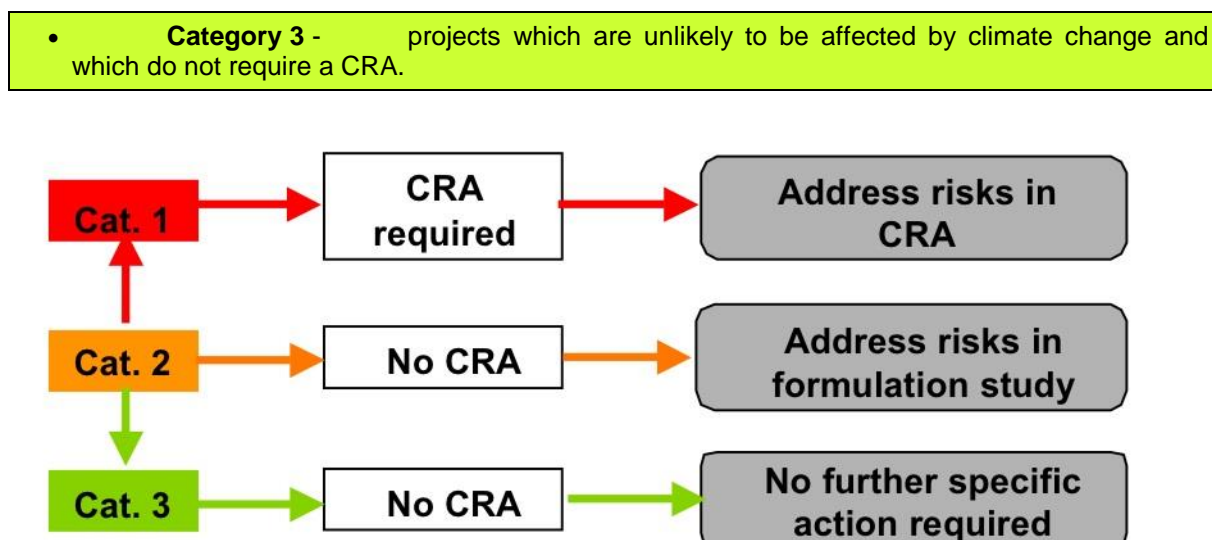 • Category 3 - projects which are unlikely to be affected by climate change and
which do not require a CRA.
Cat. 1
CRA
required
Address risks in
CRA
Cat. 2
No CRA
Address risks in
formulation study
Cat. 3
No CRA
No further specific
action required